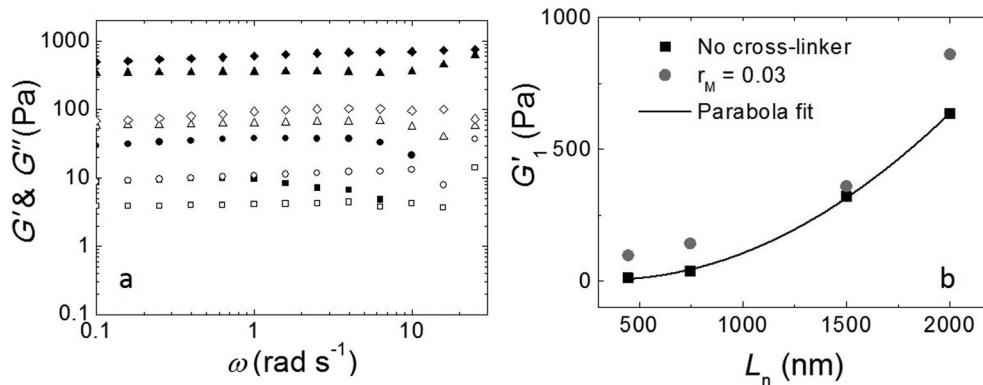 1000
100
10
1
0.1
G′ & G″ (Pa)
a
0.1
1
10
ω (rad s⁻¹)
1000
500
0
G′₁ (Pa)
No cross-linker
r_M = 0.03
Parabola fit
b
500
1000
1500
2000
L_n (nm)